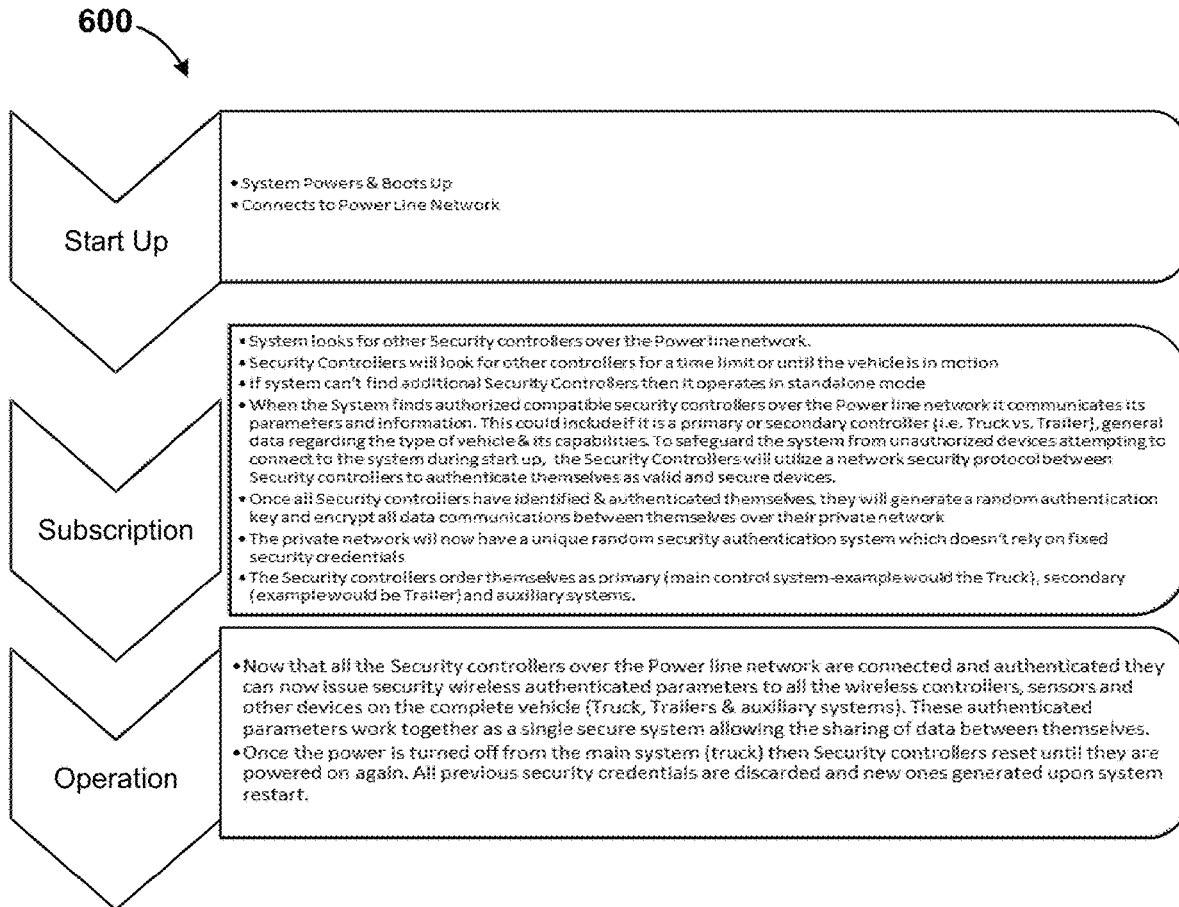 600
Start Up
• System Powers & Boots Up
• Connects to Power Line Network
Subscription
• System looks for other Security controllers over the Power line network.
• Security Controllers will look for other controllers for a time limit or until the vehicle is in motion
• if system can't find additional Security Controllers then it operates in standalone mode
• When the System finds authorized compatible security controllers over the Power line network it communicates its
parameters and information. This could include if it is a primary or secondary controller (i.e. Truck vs. Trailer), general
data regarding the type of vehicle & its capabilities. To safeguard the system from unauthorized devices attempting to
connect to the system during start up, the Security Controllers will utilize a network security protocol between
Security controllers to authenticate themselves as valid and secure devices.
• Once all Security controllers have identified & authenticated themselves, they will generate a random authentication
key and encrypt all data communications between themselves over their private network
• The private network will now have a unique random security authentication system which doesn't rely on fixed
security credentials
• The Security controllers order themselves as primary (main control system-example would the Truck), secondary
(example would be Trailer) and auxiliary systems.
Operation
• Now that all the Security controllers over the Power line network are connected and authenticated they
can now issue security wireless authenticated parameters to all the wireless controllers, sensors and
other devices on the complete vehicle (Truck, Trailers & auxiliary systems). These authenticated
parameters work together as a single secure system allowing the sharing of data between themselves.
• Once the power is turned off from the main system (truck) then Security controllers reset until they are
powered on again. All previous security credentials are discarded and new ones generated upon system
restart.